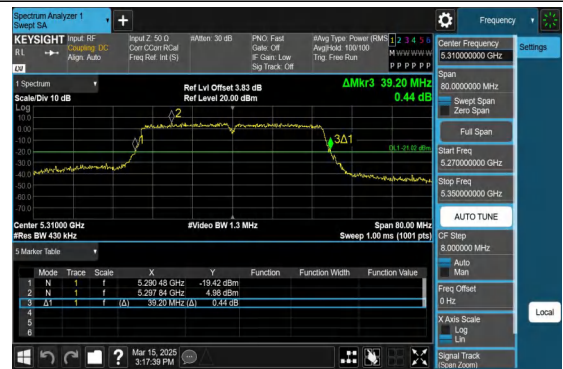 Spectrum Analyzer 1
Swept SA
Frequency
KEYSIGHT
Input: RF
Coupling: DC
Align: Auto
Input Z: 50 Ω
Corr CCorr RCal
Freq Ref: Int (S)
#Atten: 30 dB
PNO: Fast
Gate: Off
IF Gain: Low
Sig Track: Off
#Avg Type: Power (RMS
Avg|Hold: 100/100
Trig: Free Run
1 2 3 4 5 6
M W W W W W
P P P P P P
RL
LXI
1 Spectrum
Scale/Div 10 dB
Ref Lvl Offset 3.83 dB
Ref Level 20.00 dBm
ΔMkr3 39.20 MHz
0.44 dB
Log
10.0
0.00
-10.0
-20.0
-30.0
-40.0
-50.0
-60.0
-70.0
2
1
3Δ1
DL1 -21.02 dBm
Center 5.31000 GHz
#Res BW 430 kHz
#Video BW 1.3 MHz
Span 80.00 MHz
Sweep 1.00 ms (1001 pts)
5 Marker Table
Mode Trace Scale X Y Function Function Width Function Value
1 N 1 f 5.290 48 GHz -19.42 dBm
2 N 1 f 5.297 84 GHz 4.98 dBm
3 Δ1 1 f (Δ) 39.20 MHz (Δ) 0.44 dB
4
5
6
Mar 15, 2025
3:17:39 PM
Center Frequency
5.310000000 GHz
Settings
Span
80.0000000 MHz
Swept Span
Zero Span
Full Span
Start Freq
5.270000000 GHz
Stop Freq
5.350000000 GHz
AUTO TUNE
CF Step
8.000000 MHz
Auto
Man
Freq Offset
0 Hz
X Axis Scale
Log
Lin
Local
Signal Track
(Span Zoom)